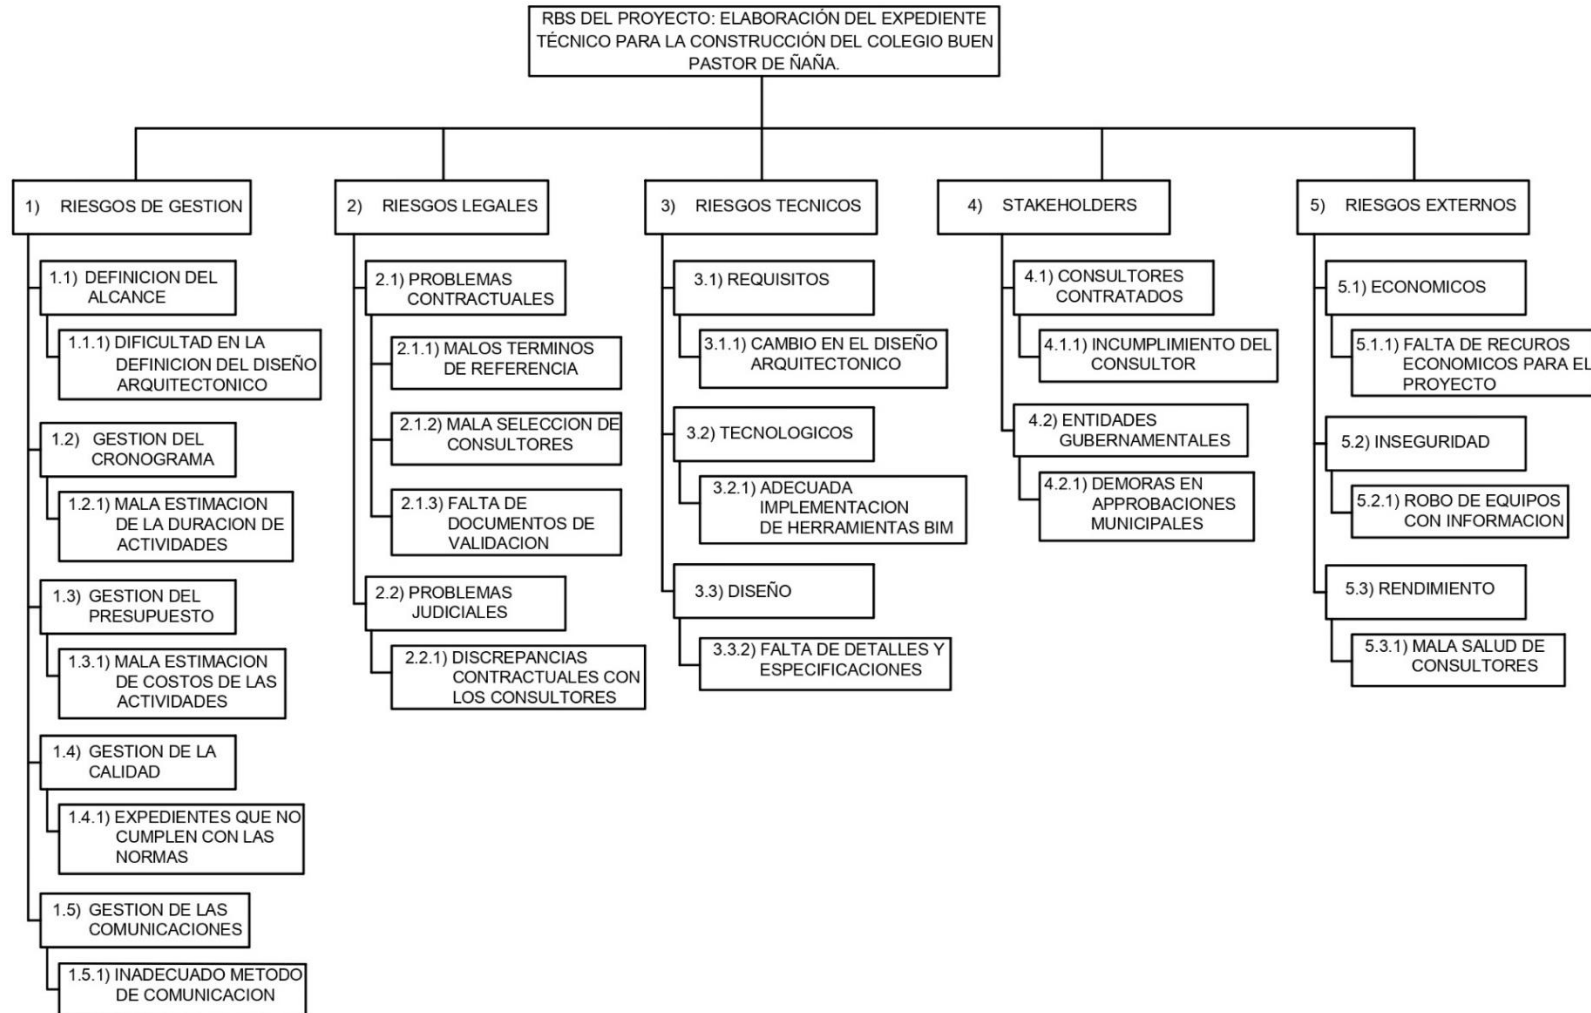 RBS DEL PROYECTO: ELABORACIÓN DEL EXPEDIENTE
TÉCNICO PARA LA CONSTRUCCIÓN DEL COLEGIO BUEN
PASTOR DE ÑAÑA.
1) RIESGOS DE GESTION
1.1) DEFINICION DEL
ALCANCE
1.1.1) DIFICULTAD EN LA
DEFINICION DEL DISEÑO
ARQUITECTONICO
1.2) GESTION DEL
CRONOGRAMA
1.2.1) MALA ESTIMACION
DE LA DURACION DE
ACTIVIDADES
1.3) GESTION DEL
PRESUPUESTO
1.3.1) MALA ESTIMACION
DE COSTOS DE LAS
ACTIVIDADES
1.4) GESTION DE LA
CALIDAD
1.4.1) EXPEDIENTES QUE NO
CUMPLEN CON LAS
NORMAS
1.5) GESTION DE LAS
COMUNICACIONES
1.5.1) INADECUADO METODO
DE COMUNICACION
2) RIESGOS LEGALES
2.1) PROBLEMAS
CONTRACTUALES
2.1.1) MALOS TERMINOS
DE REFERENCIA
2.1.2) MALA SELECCION DE
CONSULTORES
2.1.3) FALTA DE
DOCUMENTOS DE
VALIDACION
2.2) PROBLEMAS
JUDICIALES
2.2.1) DISCREPANCIAS
CONTRACTUALES CON
LOS CONSULTORES
3) RIESGOS TECNICOS
3.1) REQUISITOS
3.1.1) CAMBIO EN EL DISEÑO
ARQUITECTONICO
3.2) TECNOLOGICOS
3.2.1) ADECUADA
IMPLEMENTACION
DE HERRAMIENTAS BIM
3.3) DISEÑO
3.3.2) FALTA DE DETALLES Y
ESPECIFICACIONES
4) STAKEHOLDERS
4.1) CONSULTORES
CONTRATADOS
4.1.1) INCUMPLIMIENTO DEL
CONSULTOR
4.2) ENTIDADES
GUBERNAMENTALES
4.2.1) DEMORAS EN
APPROBACIONES
MUNICIPALES
5) RIESGOS EXTERNOS
5.1) ECONOMICOS
5.1.1) FALTA DE RECUROS
ECONOMICOS PARA EL
PROYECTO
5.2) INSEGURIDAD
5.2.1) ROBO DE EQUIPOS
CON INFORMACION
5.3) RENDIMIENTO
5.3.1) MALA SALUD DE
CONSULTORES